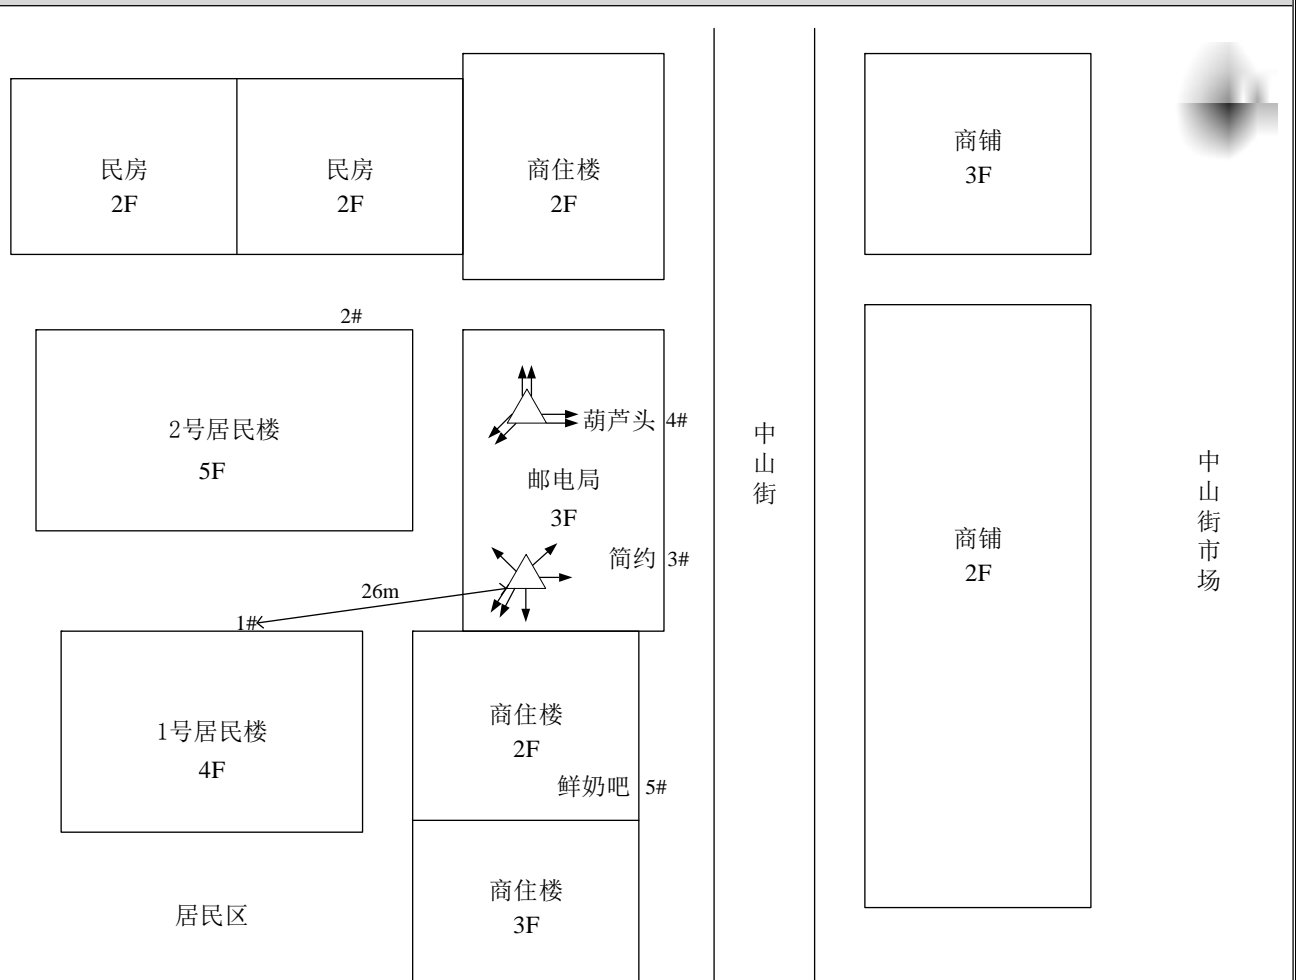 民房
2F
民房
2F
商住楼
2F
商铺
3F
2#
2号居民楼
5F
葫芦头
4#
邮电局
3F
简约
3#
中山街
商铺
2F
中山街市场
26m
1#
1号居民楼
4F
商住楼
2F
鲜奶吧
5#
商住楼
3F
居民区